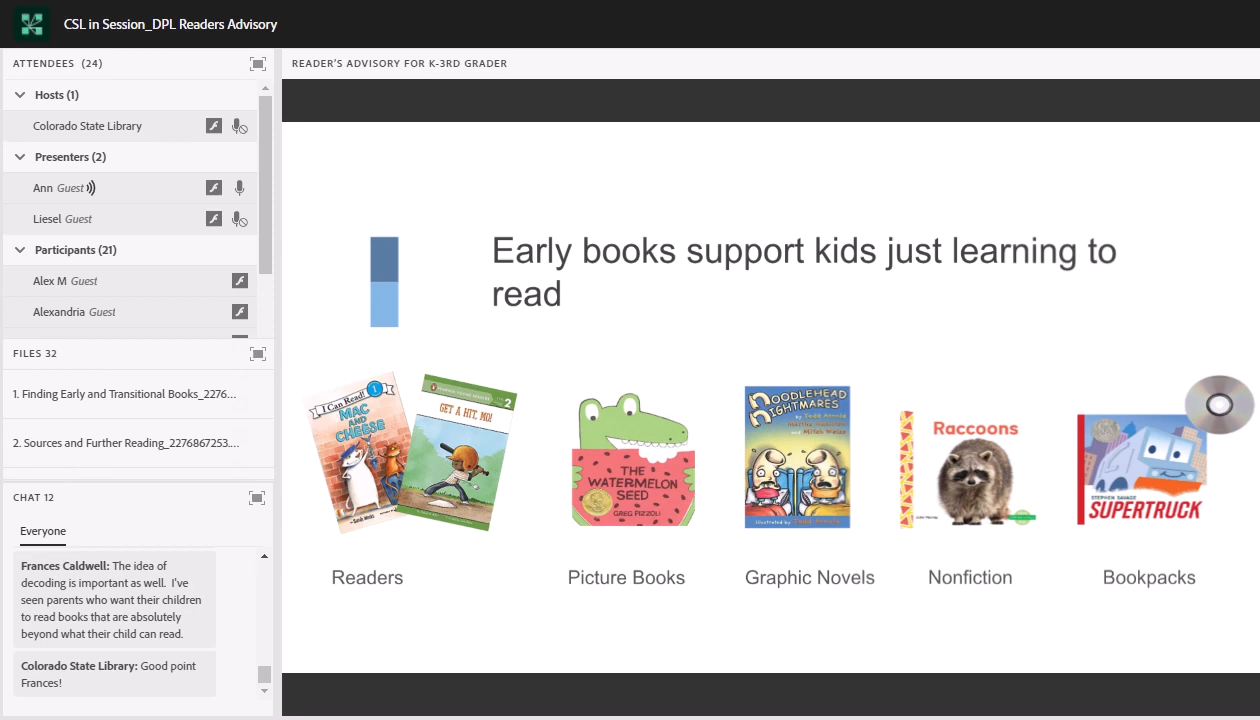 CSL in Session_DPL Readers Advisory
ATTENDEES (24)
Hosts (1)
Colorado State Library
Presenters (2)
Ann Guest
Liesel Guest
Participants (21)
Alex M Guest
Alexandria Guest
FILES 32
1. Finding Early and Transitional Books_2276...
2. Sources and Further Reading_2276867253....
CHAT 12
Everyone
Frances Caldwell: The idea of
decoding is important as well. I've
seen parents who want their children
to read books that are absolutely
beyond what their child can read.
Colorado State Library: Good point
Frances!
READER'S ADVISORY FOR K-3RD GRADER
Early books support kids just learning to
read
I Can Read!
1
MAC
AND
CHEESE
2
GET A HIT, MO!
THE
WATERMELON
SEED
GREG PIZZOLI
NOODLEHEAD
NIGHTMARES
Raccoons
STEPHEN SAVAGE
SUPERTRUCK
Readers
Picture Books
Graphic Novels
Nonfiction
Bookpacks